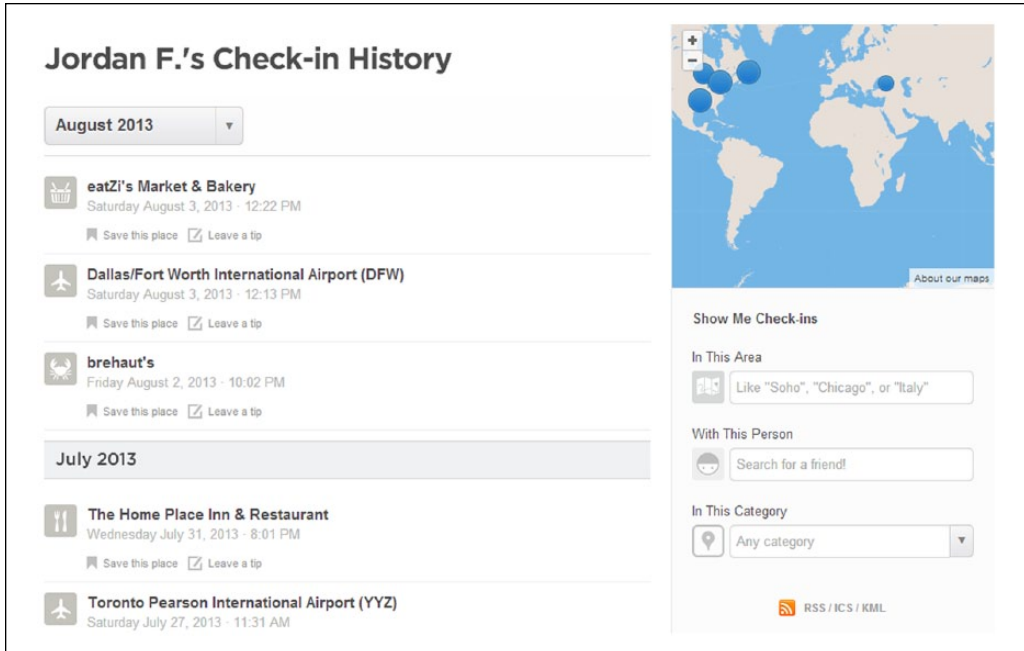 Jordan F.'s Check-in History
August 2013
eatZi's Market & Bakery
Saturday August 3, 2013 · 12:22 PM
Save this place Leave a tip
Dallas/Fort Worth International Airport (DFW)
Saturday August 3, 2013 · 12:13 PM
Save this place Leave a tip
brehaut's
Friday August 2, 2013 · 10:02 PM
Save this place Leave a tip
July 2013
The Home Place Inn & Restaurant
Wednesday July 31, 2013 · 8:01 PM
Save this place Leave a tip
Toronto Pearson International Airport (YYZ)
Saturday July 27, 2013 · 11:31 AM
+
−
About our maps
Show Me Check-ins
In This Area
Like "Soho", "Chicago", or "Italy"
With This Person
Search for a friend!
In This Category
Any category
RSS / ICS / KML